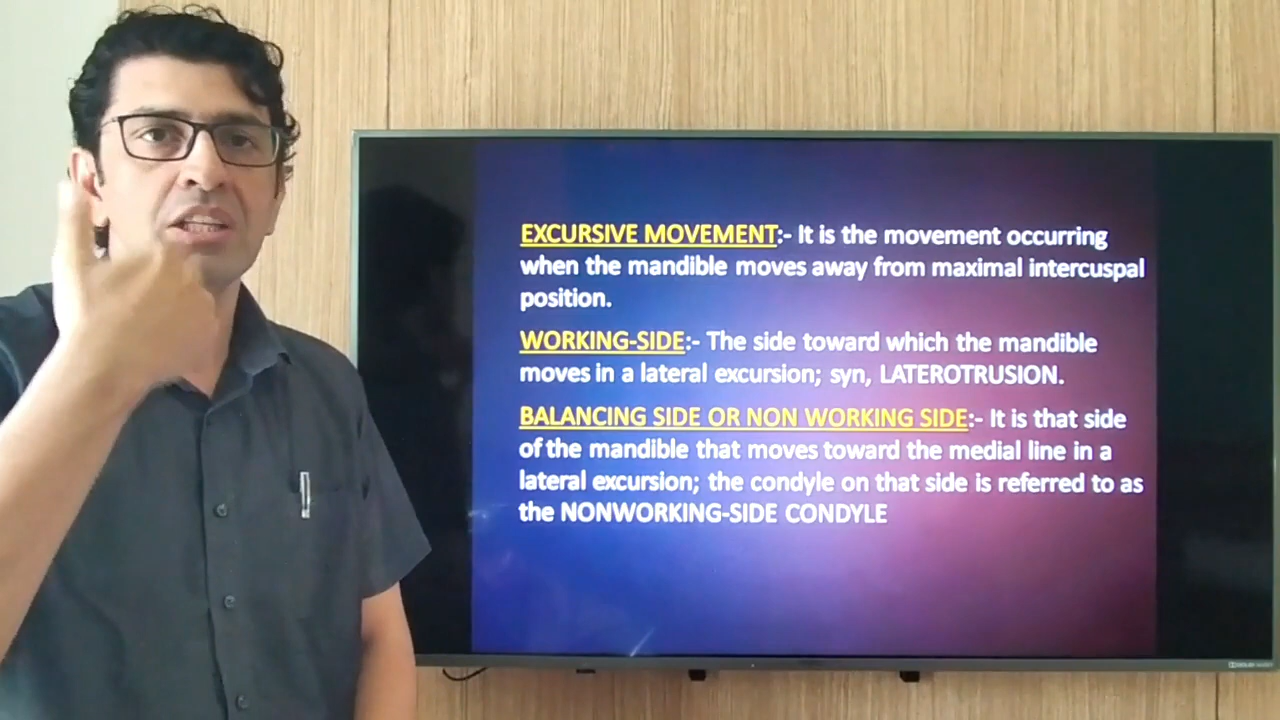 EXCURSIVE MOVEMENT:- It is the movement occurring
when the mandible moves away from maximal intercuspal
position.
WORKING-SIDE:- The side toward which the mandible
moves in a lateral excursion; syn, LATEROTRUSION.
BALANCING SIDE OR NON WORKING SIDE:- It is that side
of the mandible that moves toward the medial line in a
lateral excursion; the condyle on that side is referred to as
the NONWORKING-SIDE CONDYLE